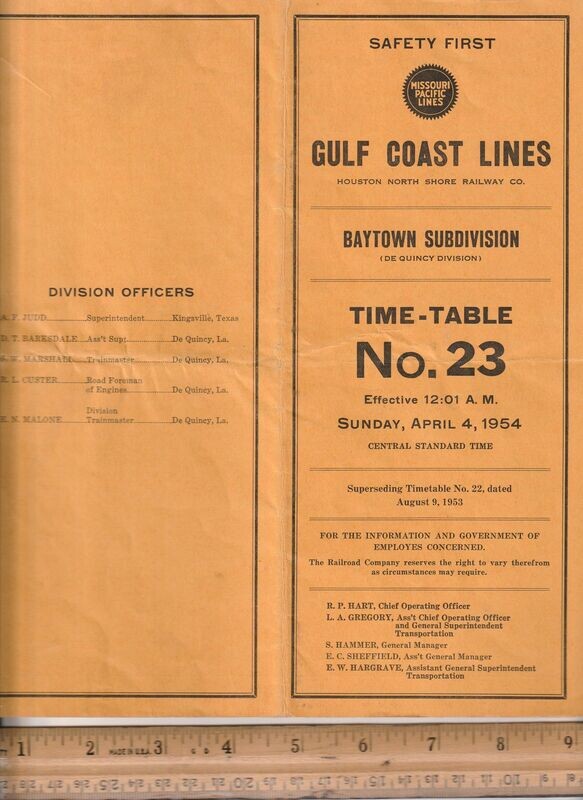 DIVISION OFFICERS
A. F. JUDD Superintendent Kingsville, Texas
D. T. BARESDALE Ass't Sup: De Quincy, La.
S. W. MARSHALL Trainmaster De Quincy, La.
R. L. CUSTER Road Foreman
of Engines De Quincy, La.
E. N. MALONE Division
Trainmaster De Quincy, La.
SAFETY FIRST
MISSOURI
PACIFIC
LINES
GULF COAST LINES
HOUSTON NORTH SHORE RAILWAY CO.
BAYTOWN SUBDIVISION
(DE QUINCY DIVISION)
TIME-TABLE
No. 23
Effective 12:01 A. M.
SUNDAY, APRIL 4, 1954
CENTRAL STANDARD TIME
Superseding Timetable No. 22, dated
August 9, 1953
FOR THE INFORMATION AND GOVERNMENT OF
EMPLOYES CONCERNED.
The Railroad Company reserves the right to vary therefrom
as circumstances may require.
R. P. HART, Chief Operating Officer
L. A. GREGORY, Ass't Chief Operating Officer
and General Superintendent
Transportation
S. HAMMER, General Manager
E. C. SHEFFIELD, Ass't General Manager
E. W. HARGRAVE, Assistant General Superintendent
Transportation
1 2 MADE IN U.S.A. 3 4 5 6 7 8 9